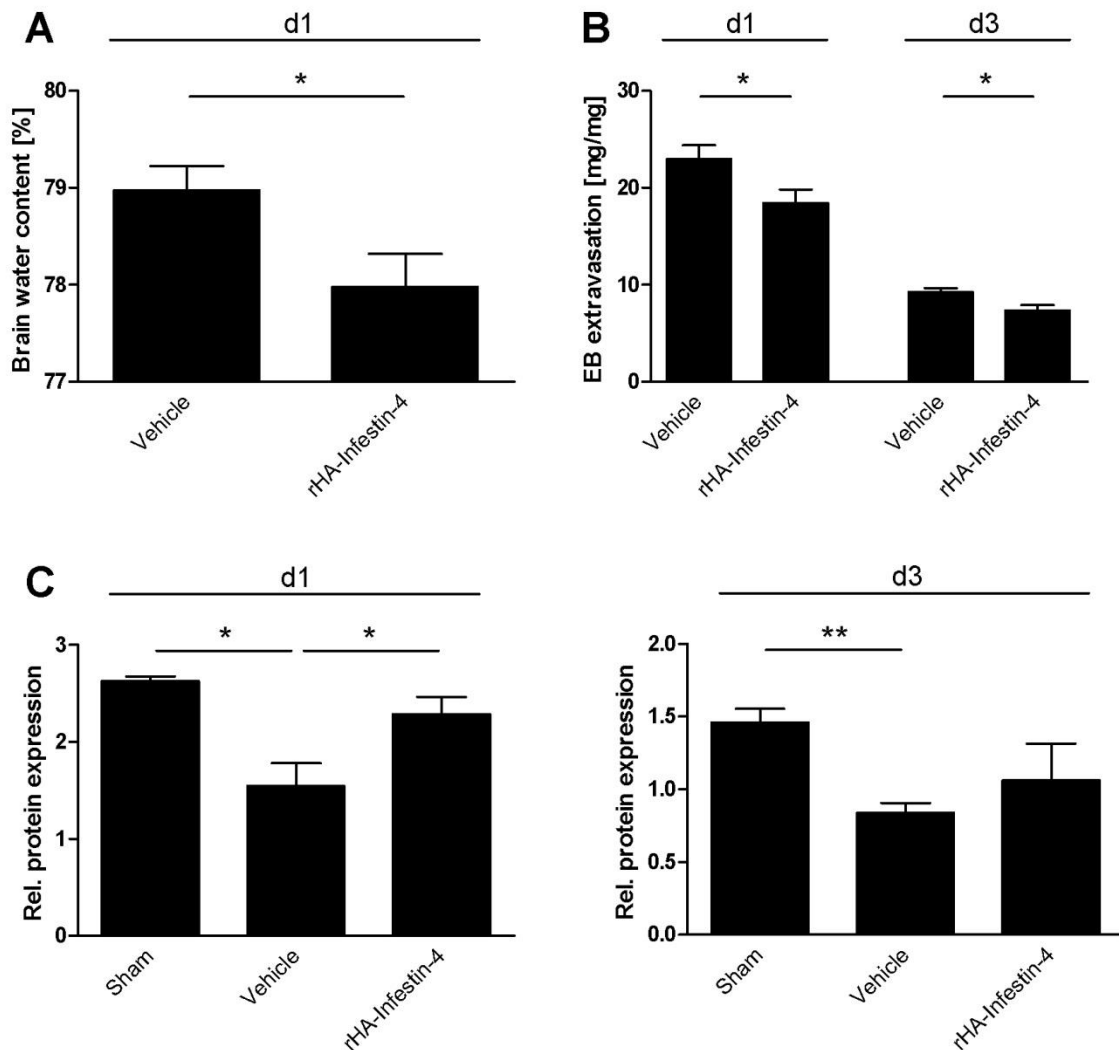 A
d1
*
Brain water content [%]
80
79
78
77
Vehicle
rHA-Infestin-4
B
d1
d3
*
*
EB extravasation [mg/mg]
30
20
10
0
Vehicle
rHA-Infestin-4
Vehicle
rHA-Infestin-4
C
d1
*
*
Rel. protein expression
3
2
1
0
Sham
Vehicle
rHA-Infestin-4
d3
**
Rel. protein expression
2.0
1.5
1.0
0.5
0.0
Sham
Vehicle
rHA-Infestin-4